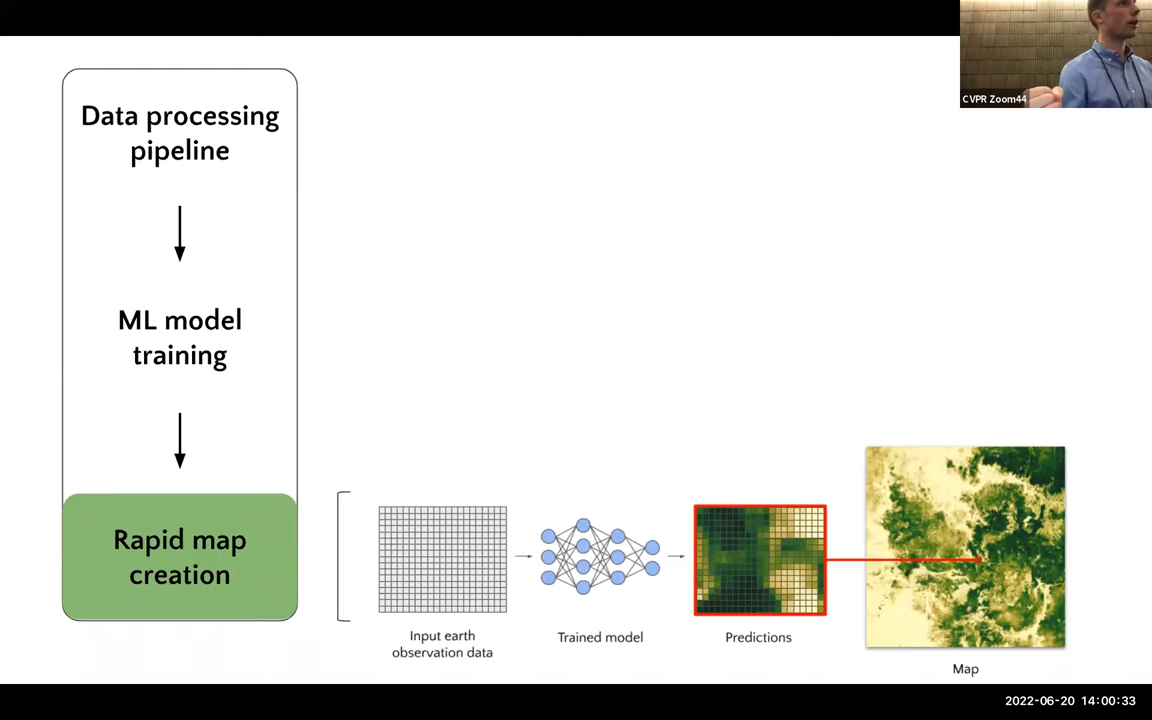 CVPR Zoom44
Data processing
pipeline
ML model
training
Rapid map
creation
Input earth
observation data
Trained model
Predictions
Map
2022-06-20 14:00:33